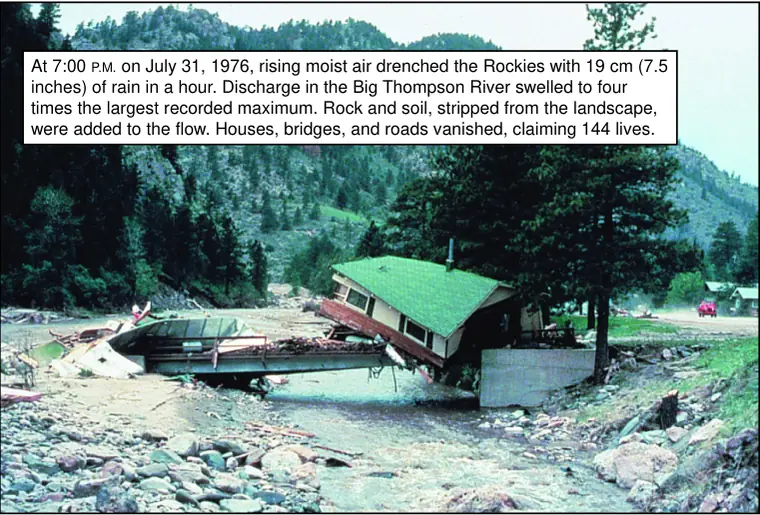 At 7:00 P.M. on July 31, 1976, rising moist air drenched the Rockies with 19 cm (7.5
inches) of rain in a hour. Discharge in the Big Thompson River swelled to four
times the largest recorded maximum. Rock and soil, stripped from the landscape,
were added to the flow. Houses, bridges, and roads vanished, claiming 144 lives.